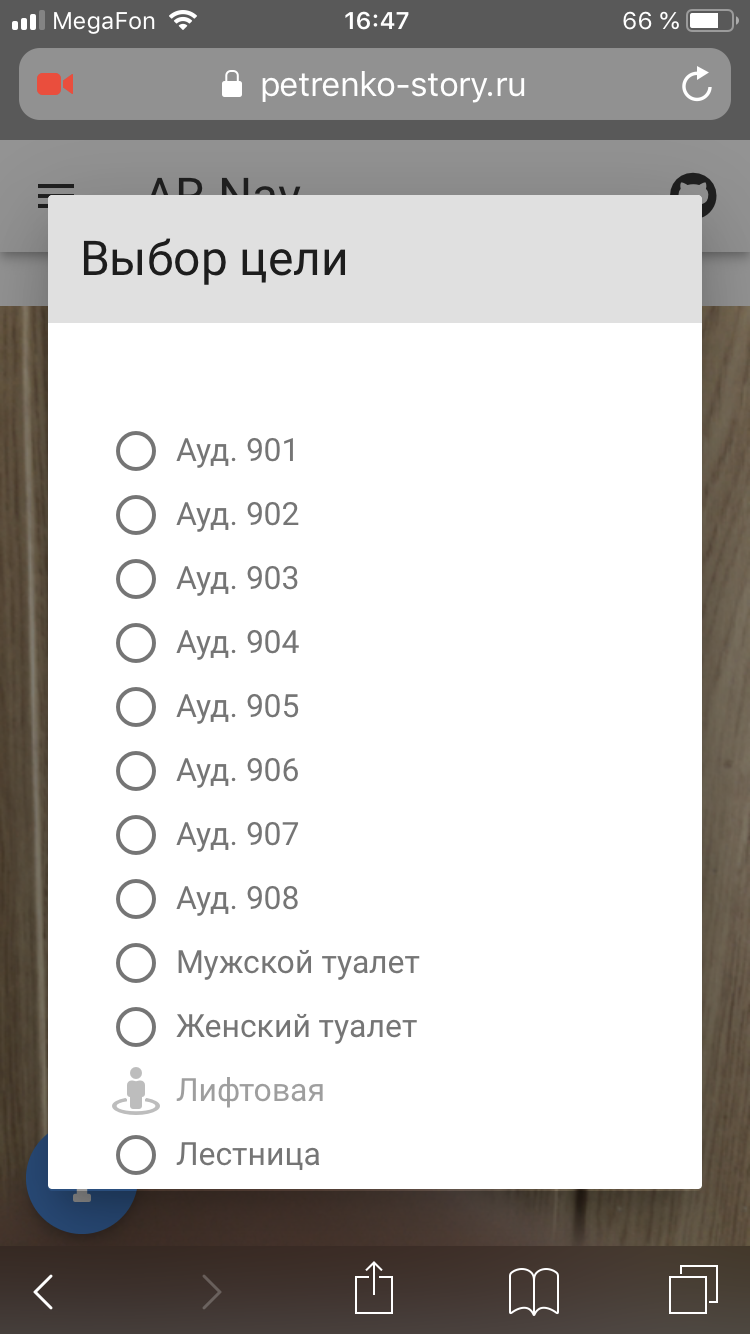 MegaFon 16:47 66 %
petrenko-story.ru
AR Nav
Выбор цели
Ауд. 901
Ауд. 902
Ауд. 903
Ауд. 904
Ауд. 905
Ауд. 906
Ауд. 907
Ауд. 908
Мужской туалет
Женский туалет
Лифтовая
Лестница